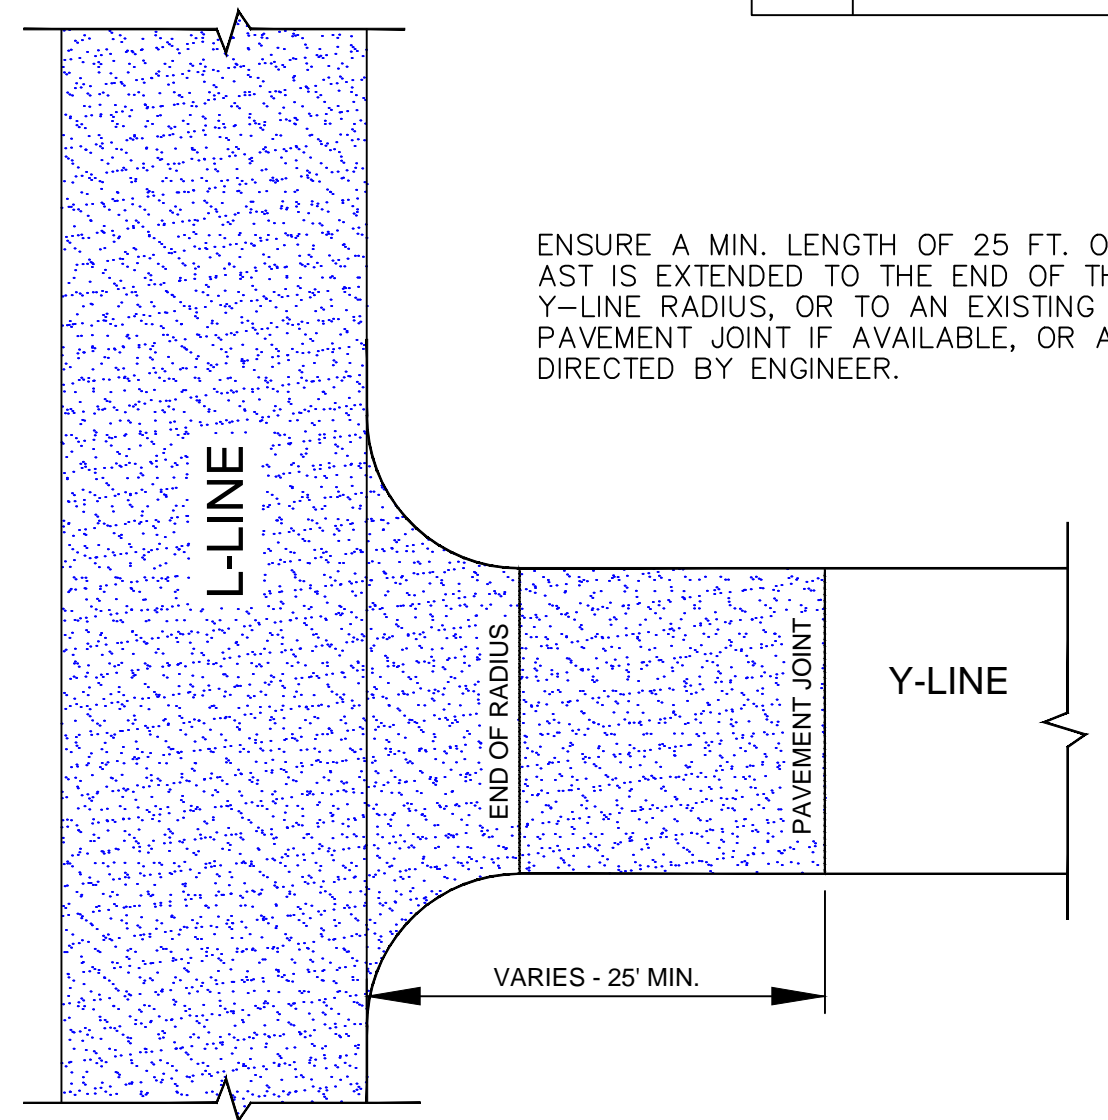 ENSURE A MIN. LENGTH OF 25 FT.
AST IS EXTENDED TO THE END OF
Y-LINE RADIUS, OR TO AN EXISTING
PAVEMENT JOINT IF AVAILABLE, OR
DIRECTED BY ENGINEER.
L-LINE
END OF RADIUS
PAVEMENT JOINT
Y-LINE
VARIES - 25' MIN.